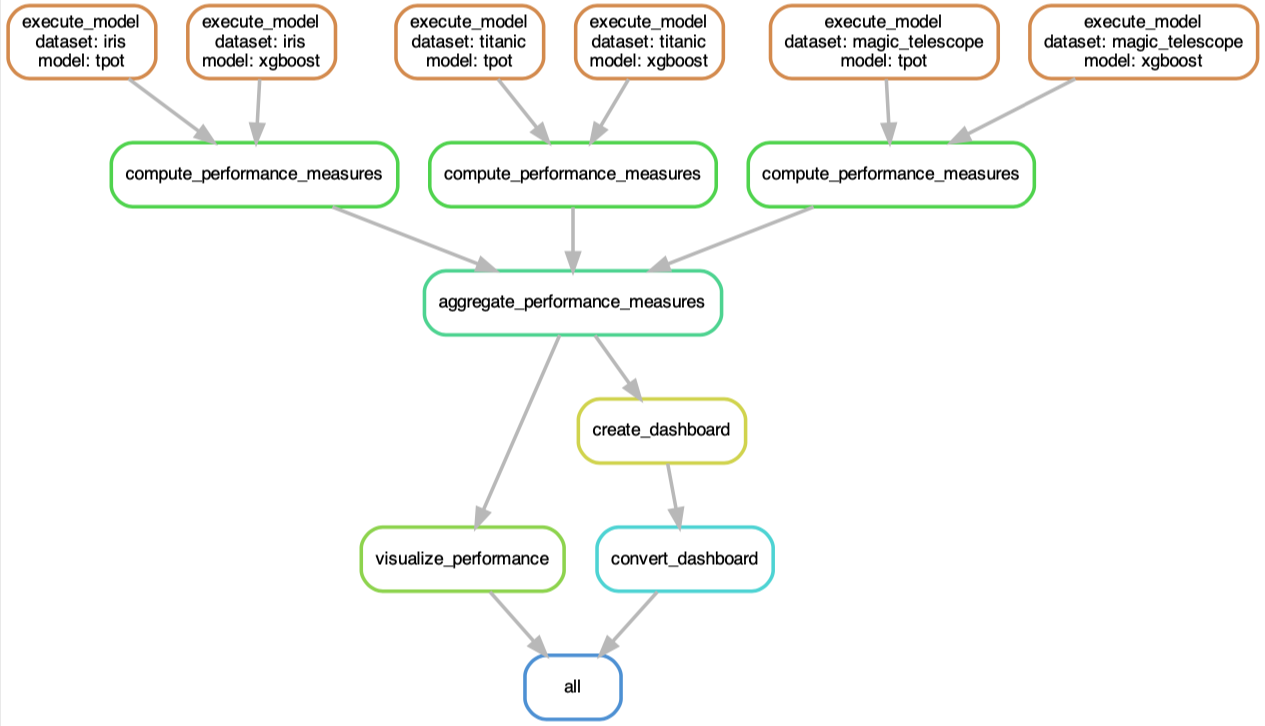 execute_model
dataset: iris
model: tpot
execute_model
dataset: iris
model: xgboost
execute_model
dataset: titanic
model: tpot
execute_model
dataset: titanic
model: xgboost
execute_model
dataset: magic_telescope
model: tpot
execute_model
dataset: magic_telescope
model: xgboost
compute_performance_measures
compute_performance_measures
compute_performance_measures
aggregate_performance_measures
create_dashboard
visualize_performance
convert_dashboard
all